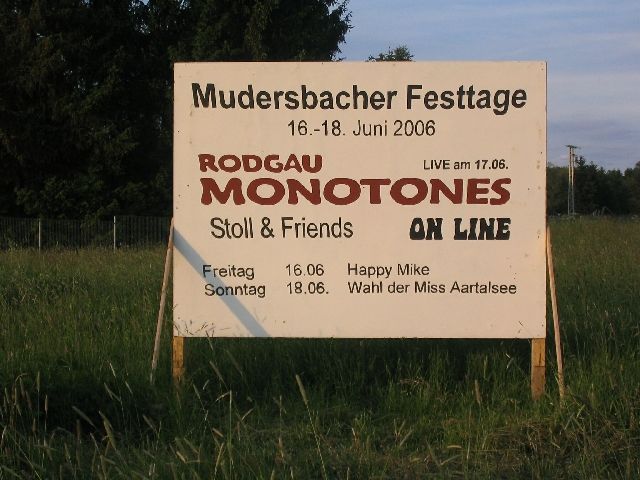 Mudersbacher Festtage
16.-18. Juni 2006
RODGAU LIVE am 17.06.
MONOTONES
Stoll & Friends ON LINE
Freitag 16.06 Happy Mike
Sonntag 18.06. Wahl der Miss Aartalsee